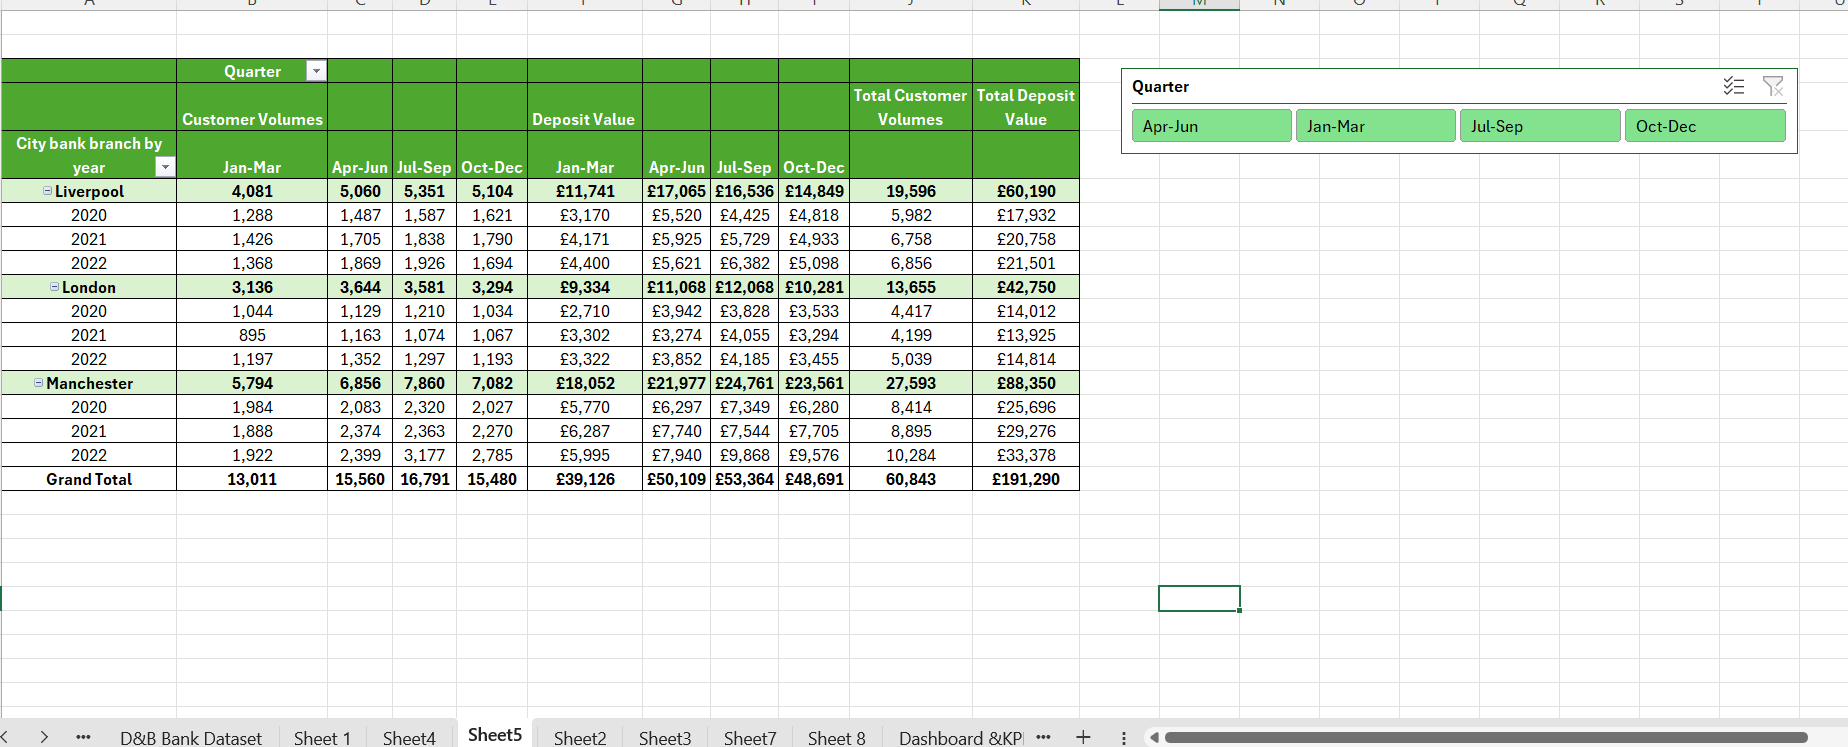 Quarter
Total Customer Total Deposit
Customer Volumes Deposit Value Volumes Value
City bank branch by
year Jan-Mar Apr-Jun Jul-Sep Oct-Dec Jan-Mar Apr-Jun Jul-Sep Oct-Dec
Liverpool 4,081 5,060 5,351 5,104 £11,741 £17,065 £16,536 £14,849 19,596 £60,190
2020 1,288 1,487 1,587 1,621 £3,170 £5,520 £4,425 £4,818 5,982 £17,932
2021 1,426 1,705 1,838 1,790 £4,171 £5,925 £5,729 £4,933 6,758 £20,758
2022 1,368 1,869 1,926 1,694 £4,400 £5,621 £6,382 £5,098 6,856 £21,501
London 3,136 3,644 3,581 3,294 £9,334 £11,068 £12,068 £10,281 13,655 £42,750
2020 1,044 1,129 1,210 1,034 £2,710 £3,942 £3,828 £3,533 4,417 £14,012
2021 895 1,163 1,074 1,067 £3,302 £3,274 £4,055 £3,294 4,199 £13,925
2022 1,197 1,352 1,297 1,193 £3,322 £3,852 £4,185 £3,455 5,039 £14,814
Manchester 5,794 6,856 7,860 7,082 £18,052 £21,977 £24,761 £23,561 27,593 £88,350
2020 1,984 2,083 2,320 2,027 £5,770 £6,297 £7,349 £6,280 8,414 £25,696
2021 1,888 2,374 2,363 2,270 £6,287 £7,740 £7,544 £7,705 8,895 £29,276
2022 1,922 2,399 3,177 2,785 £5,995 £7,940 £9,868 £9,576 10,284 £33,378
Grand Total 13,011 15,560 16,791 15,480 £39,126 £50,109 £53,364 £48,691 60,843 £191,290
Quarter
Apr-Jun Jan-Mar Jul-Sep Oct-Dec
D&B Bank Dataset Sheet 1 Sheet4 Sheet5 Sheet2 Sheet3 Sheet7 Sheet 8 Dashboard &KP